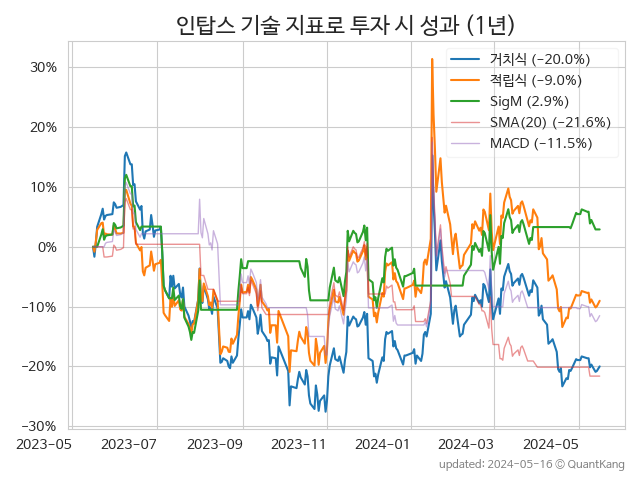 인탑스 기술 지표로 투자 시 성과 (1년)
거치식 (−20.0%)
적립식 (−9.0%)
SigM (2.9%)
SMA(20) (−21.6%)
MACD (−11.5%)
30%
20%
10%
0%
−10%
−20%
−30%
2023-05
2023-07
2023-09
2023-11
2024-01
2024-03
2024-05
updated: 2024-05-16 © QuantKang